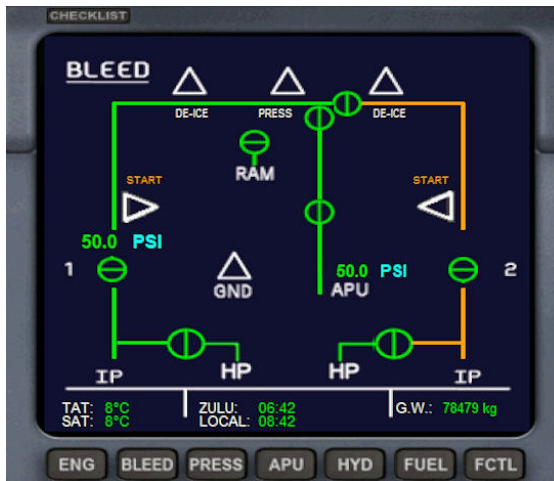 CHECKLIST
BLEED
DE-ICE PRESS DE-ICE
RAM
START START
50.0 PSI
1 2
50.0 PSI
GND APU
HP HP
IP IP
TAT: 8°C ZULU: 06:42 G.W.: 78479 kg
SAT: 8°C LOCAL: 08:42
ENG BLEED PRESS APU HYD FUEL FCTL